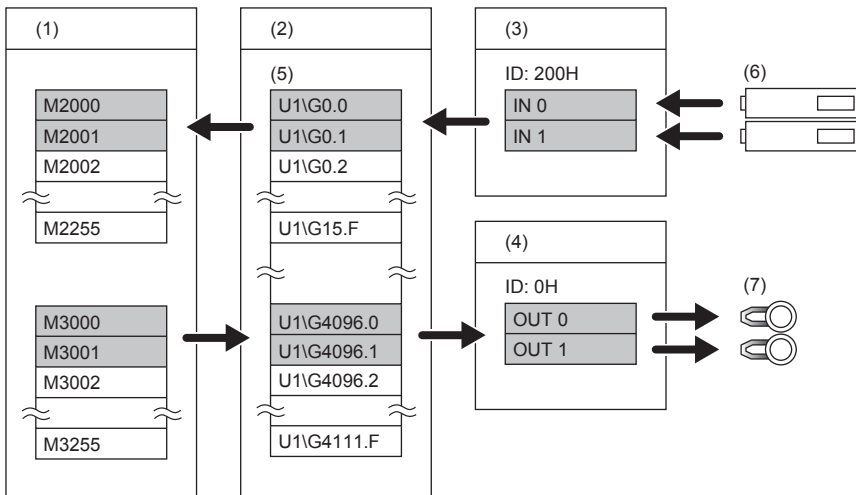 (1)
M2000
M2001
M2002
M2255
M3000
M3001
M3002
M3255
(2)
(5)
U1\G0.0
U1\G0.1
U1\G0.2
U1\G15.F
U1\G4096.0
U1\G4096.1
U1\G4096.2
U1\G4111.F
(3)
ID: 200H
IN 0
IN 1
(6)
(4)
ID: 0H
OUT 0
OUT 1
(7)